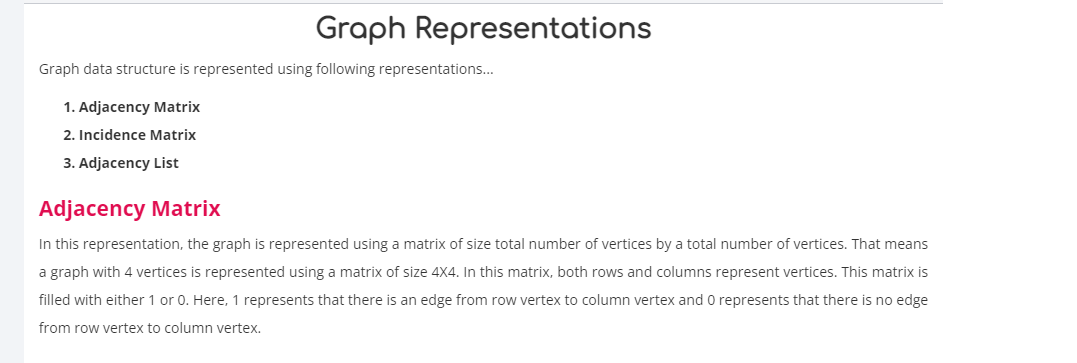 Graph Representations
Graph data structure is represented using following representations...
1. Adjacency Matrix
2. Incidence Matrix
3. Adjacency List
Adjacency Matrix
In this representation, the graph is represented using a matrix of size total number of vertices by a total number of vertices. That means
a graph with 4 vertices is represented using a matrix of size 4X4. In this matrix, both rows and columns represent vertices. This matrix is
filled with either 1 or 0. Here, 1 represents that there is an edge from row vertex to column vertex and 0 represents that there is no edge
from row vertex to column vertex.